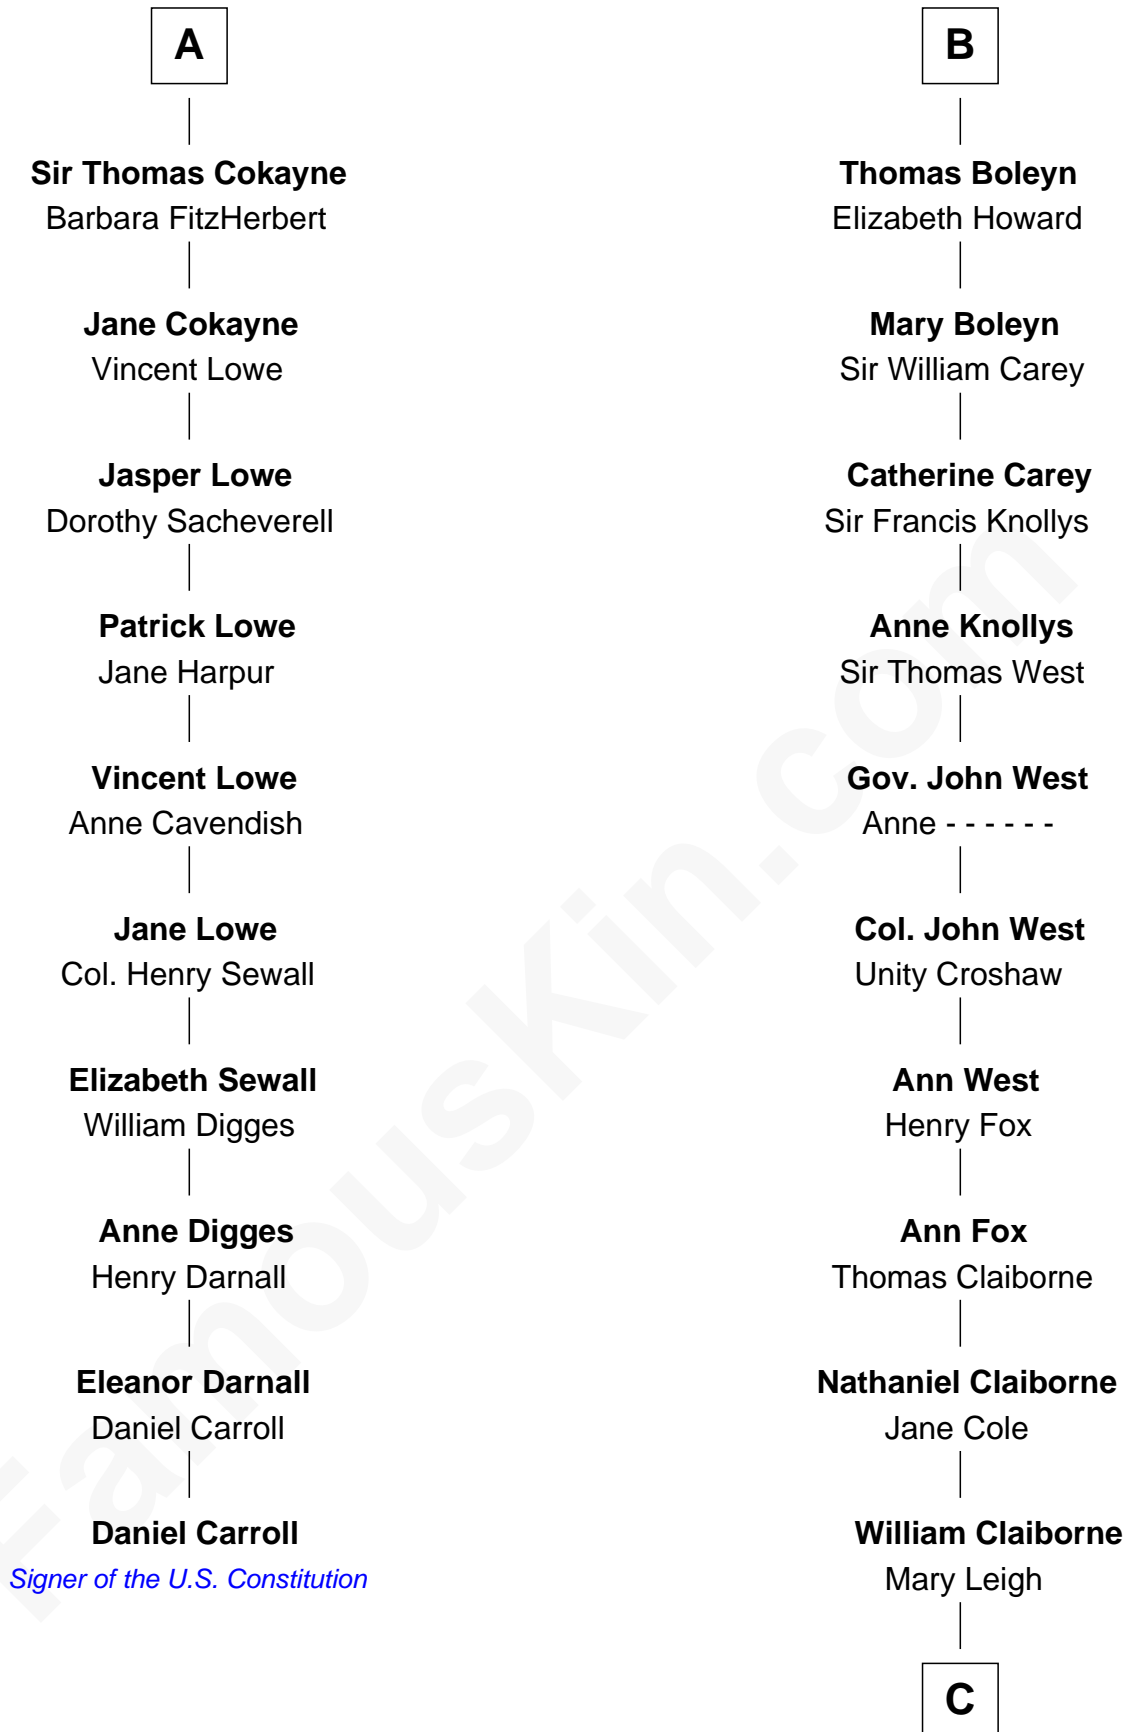 A
Sir Thomas Cokayne
Barbara FitzHerbert
Jane Cokayne
Vincent Lowe
Jasper Lowe
Dorothy Sacheverell
Patrick Lowe
Jane Harpur
Vincent Lowe
Anne Cavendish
Jane Lowe
Col. Henry Sewall
Elizabeth Sewall
William Digges
Anne Digges
Henry Darnall
Eleanor Darnall
Daniel Carroll
Daniel Carroll
Signer of the U.S. Constitution
B
Thomas Boleyn
Elizabeth Howard
Mary Boleyn
Sir William Carey
Catherine Carey
Sir Francis Knollys
Anne Knollys
Sir Thomas West
Gov. John West
Anne - - - - - -
Col. John West
Unity Croshaw
Ann West
Henry Fox
Ann Fox
Thomas Claiborne
Nathaniel Claiborne
Jane Cole
William Claiborne
Mary Leigh
C
FamousKin.com